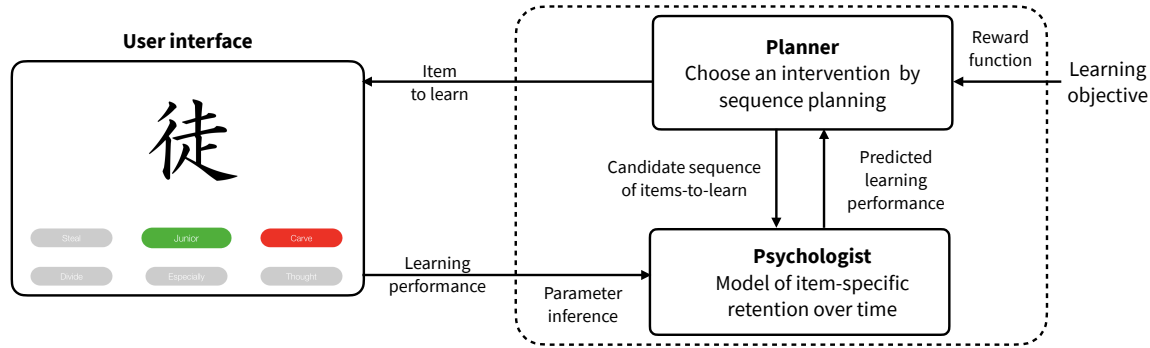 User interface
徒
Steal
Junior
Carve
Divide
Especially
Thought
Item
to learn
Learning
performance
Parameter
inference
Planner
Choose an intervention by
sequence planning
Candidate sequence
of items-to-learn
Predicted
learning
performance
Psychologist
Model of item-specific
retention over time
Reward
function
Learning
objective